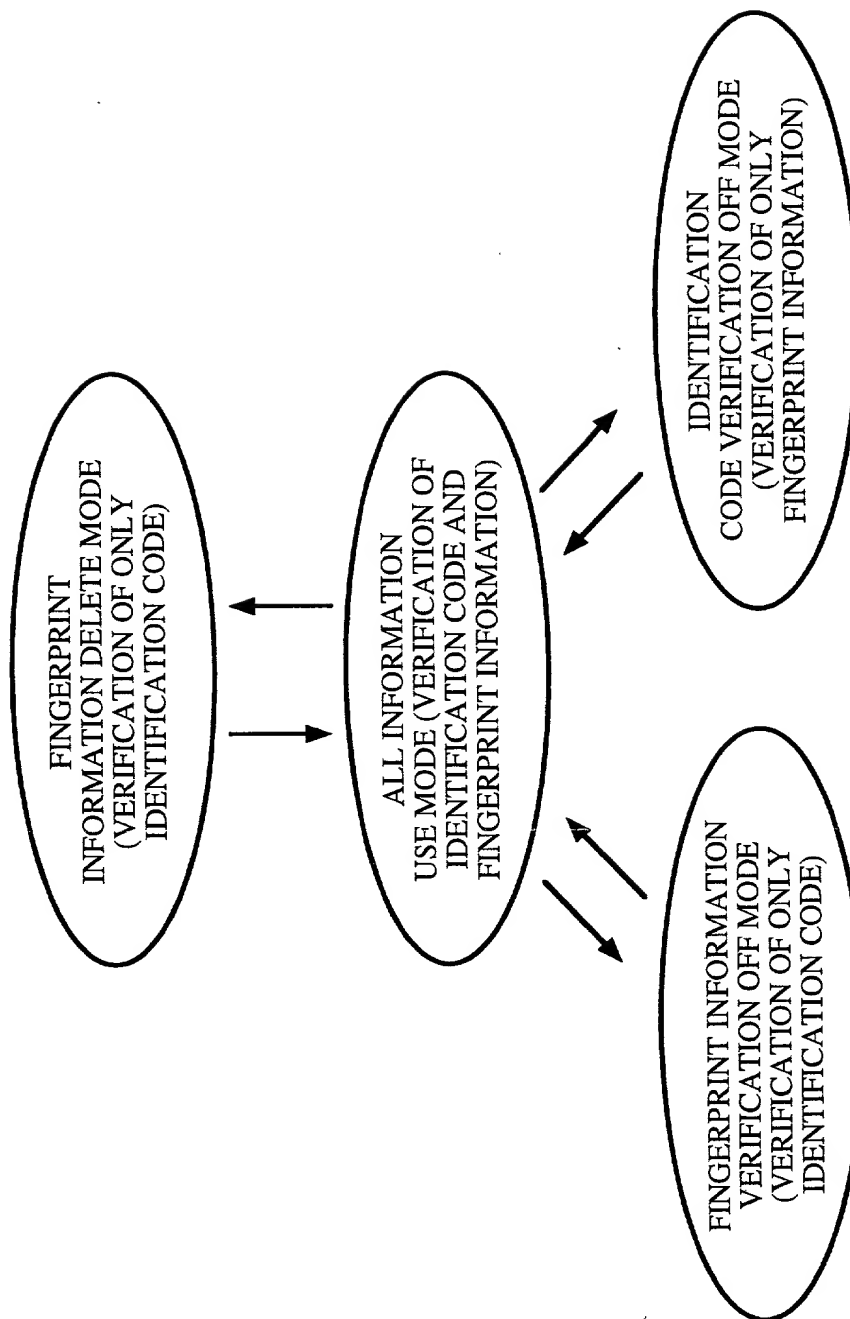 FINGERPRINT
INFORMATION DELETE MODE
(VERIFICATION OF ONLY
IDENTIFICATION CODE)
ALL INFORMATION
USE MODE (VERIFICATION OF
IDENTIFICATION CODE AND
FINGERPRINT INFORMATION)
FINGERPRINT INFORMATION
VERIFICATION OFF MODE
(VERIFICATION OF ONLY
IDENTIFICATION CODE)
IDENTIFICATION
CODE VERIFICATION OFF MODE
(VERIFICATION OF ONLY
FINGERPRINT INFORMATION)